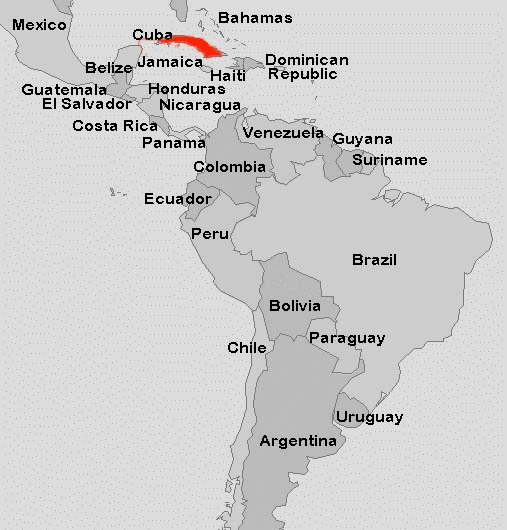 Mexico
Bahamas
Cuba
Jamaica
Belize
Haiti
Dominican
Republic
Guatemala
Honduras
El Salvador
Nicaragua
Costa Rica
Panamá
Venezuela
Guyana
Suriname
Colombia
Ecuador
Peru
Brazil
Bolivia
Paraguay
Chile
Uruguay
Argentina